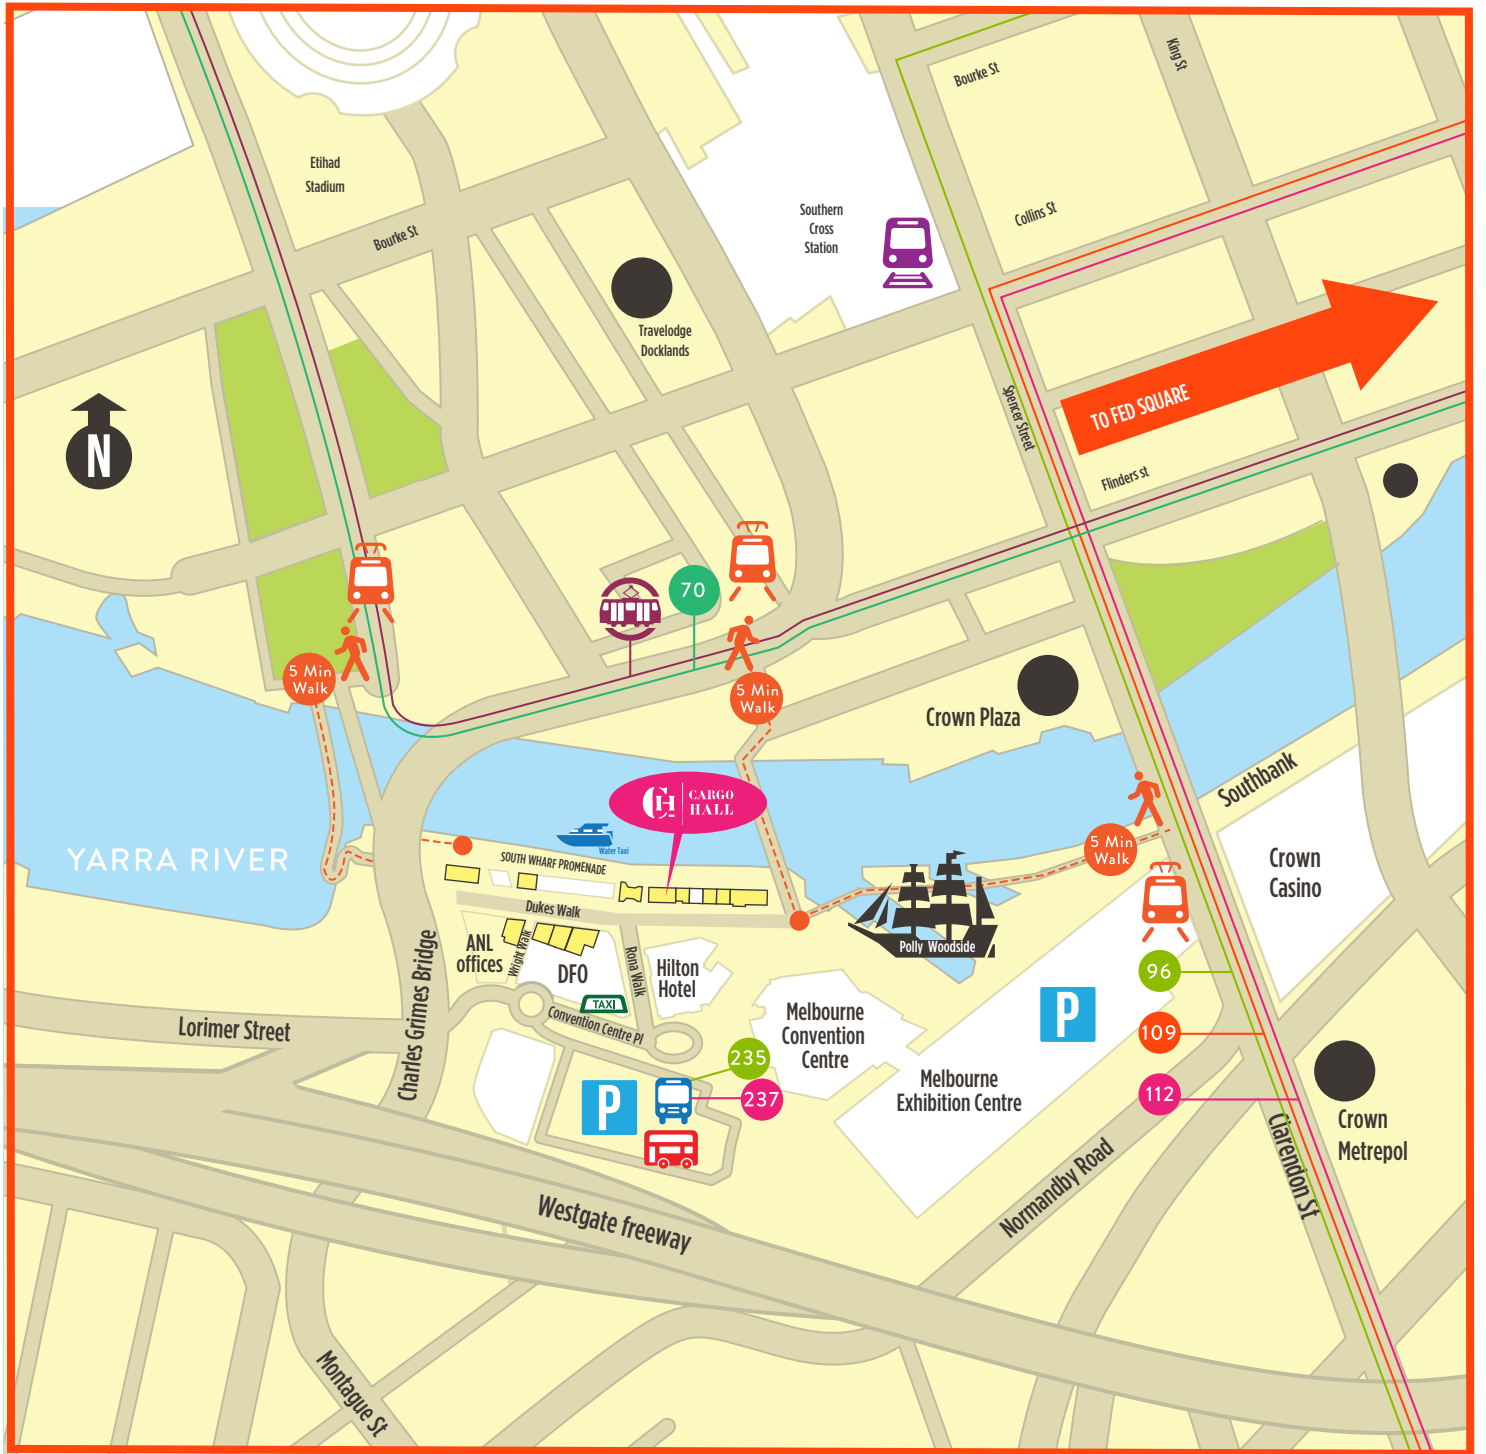 Bourke St
King St
Etihad
Stadium
Bourke St
Southern
Cross
Station
Collins St
Travelodge
Docklands
Spencer Street
TO FED SQUARE
N
Flinders st
70
5 Min
Walk
5 Min
Walk
Crown Plaza
Southbank
CH
CARGO
HALL
Water Taxi
YARRA RIVER
SOUTH WHARF PROMENADE
5 Min
Walk
Crown
Casino
Dukes Walk
ANL
offices
Wright Walk
DFO
Rona Walk
Hilton
Hotel
Polly Woodside
96
TAXI
Convention Centre Pl
Charles Grimes Bridge
Lorimer Street
Melbourne
Convention
Centre
P
109
235
237
P
Melbourne
Exhibition Centre
112
Crown
Metrepol
Clarendon St
Normandby Road
Westgate freeway
Montague St